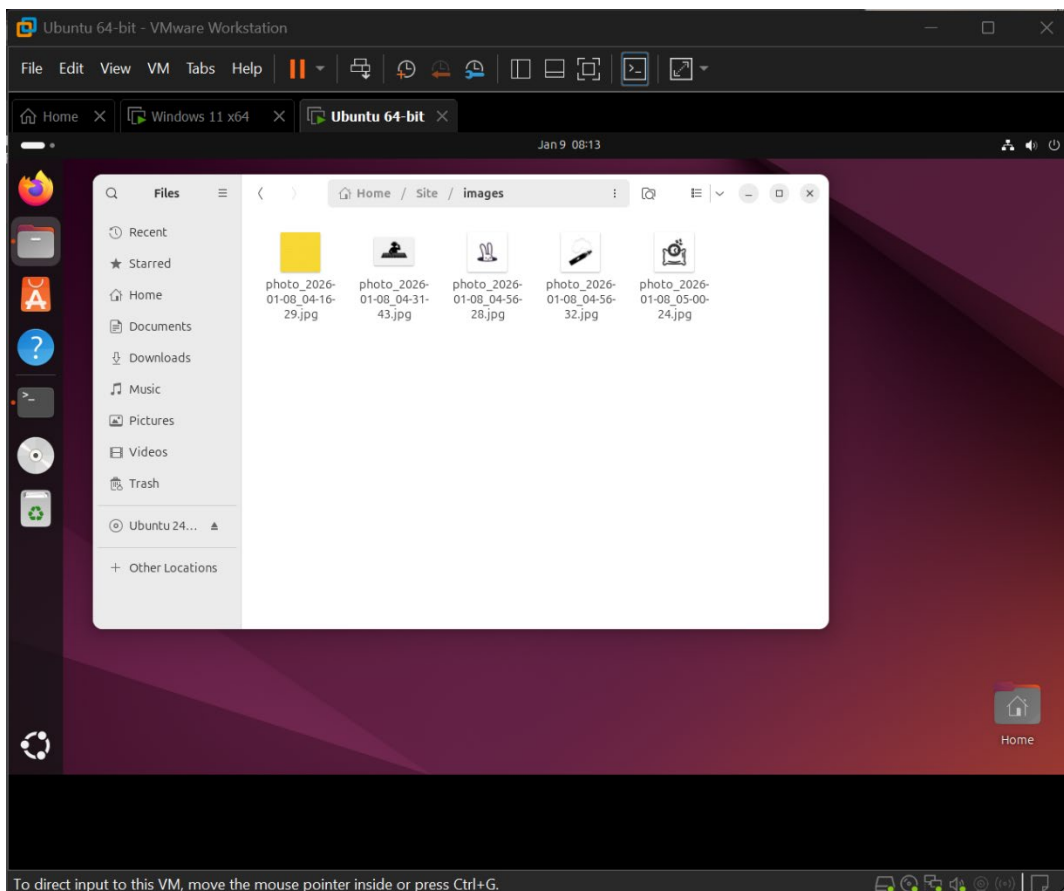 Ubuntu 64-bit - VMware Workstation
File Edit View VM Tabs Help
Home Windows 11 x64 Ubuntu 64-bit
Jan 9 08:13
Files
Home / Site / images
Recent
Starred
Home
Documents
Downloads
Music
Pictures
Videos
Trash
Ubuntu 24...
Other Locations
photo_2026-
01-08_04-16-
29.jpg
photo_2026-
01-08_04-31-
43.jpg
photo_2026-
01-08_04-56-
28.jpg
photo_2026-
01-08_04-56-
32.jpg
photo_2026-
01-08_05-00-
24.jpg
Home
To direct input to this VM, move the mouse pointer inside or press Ctrl+G.